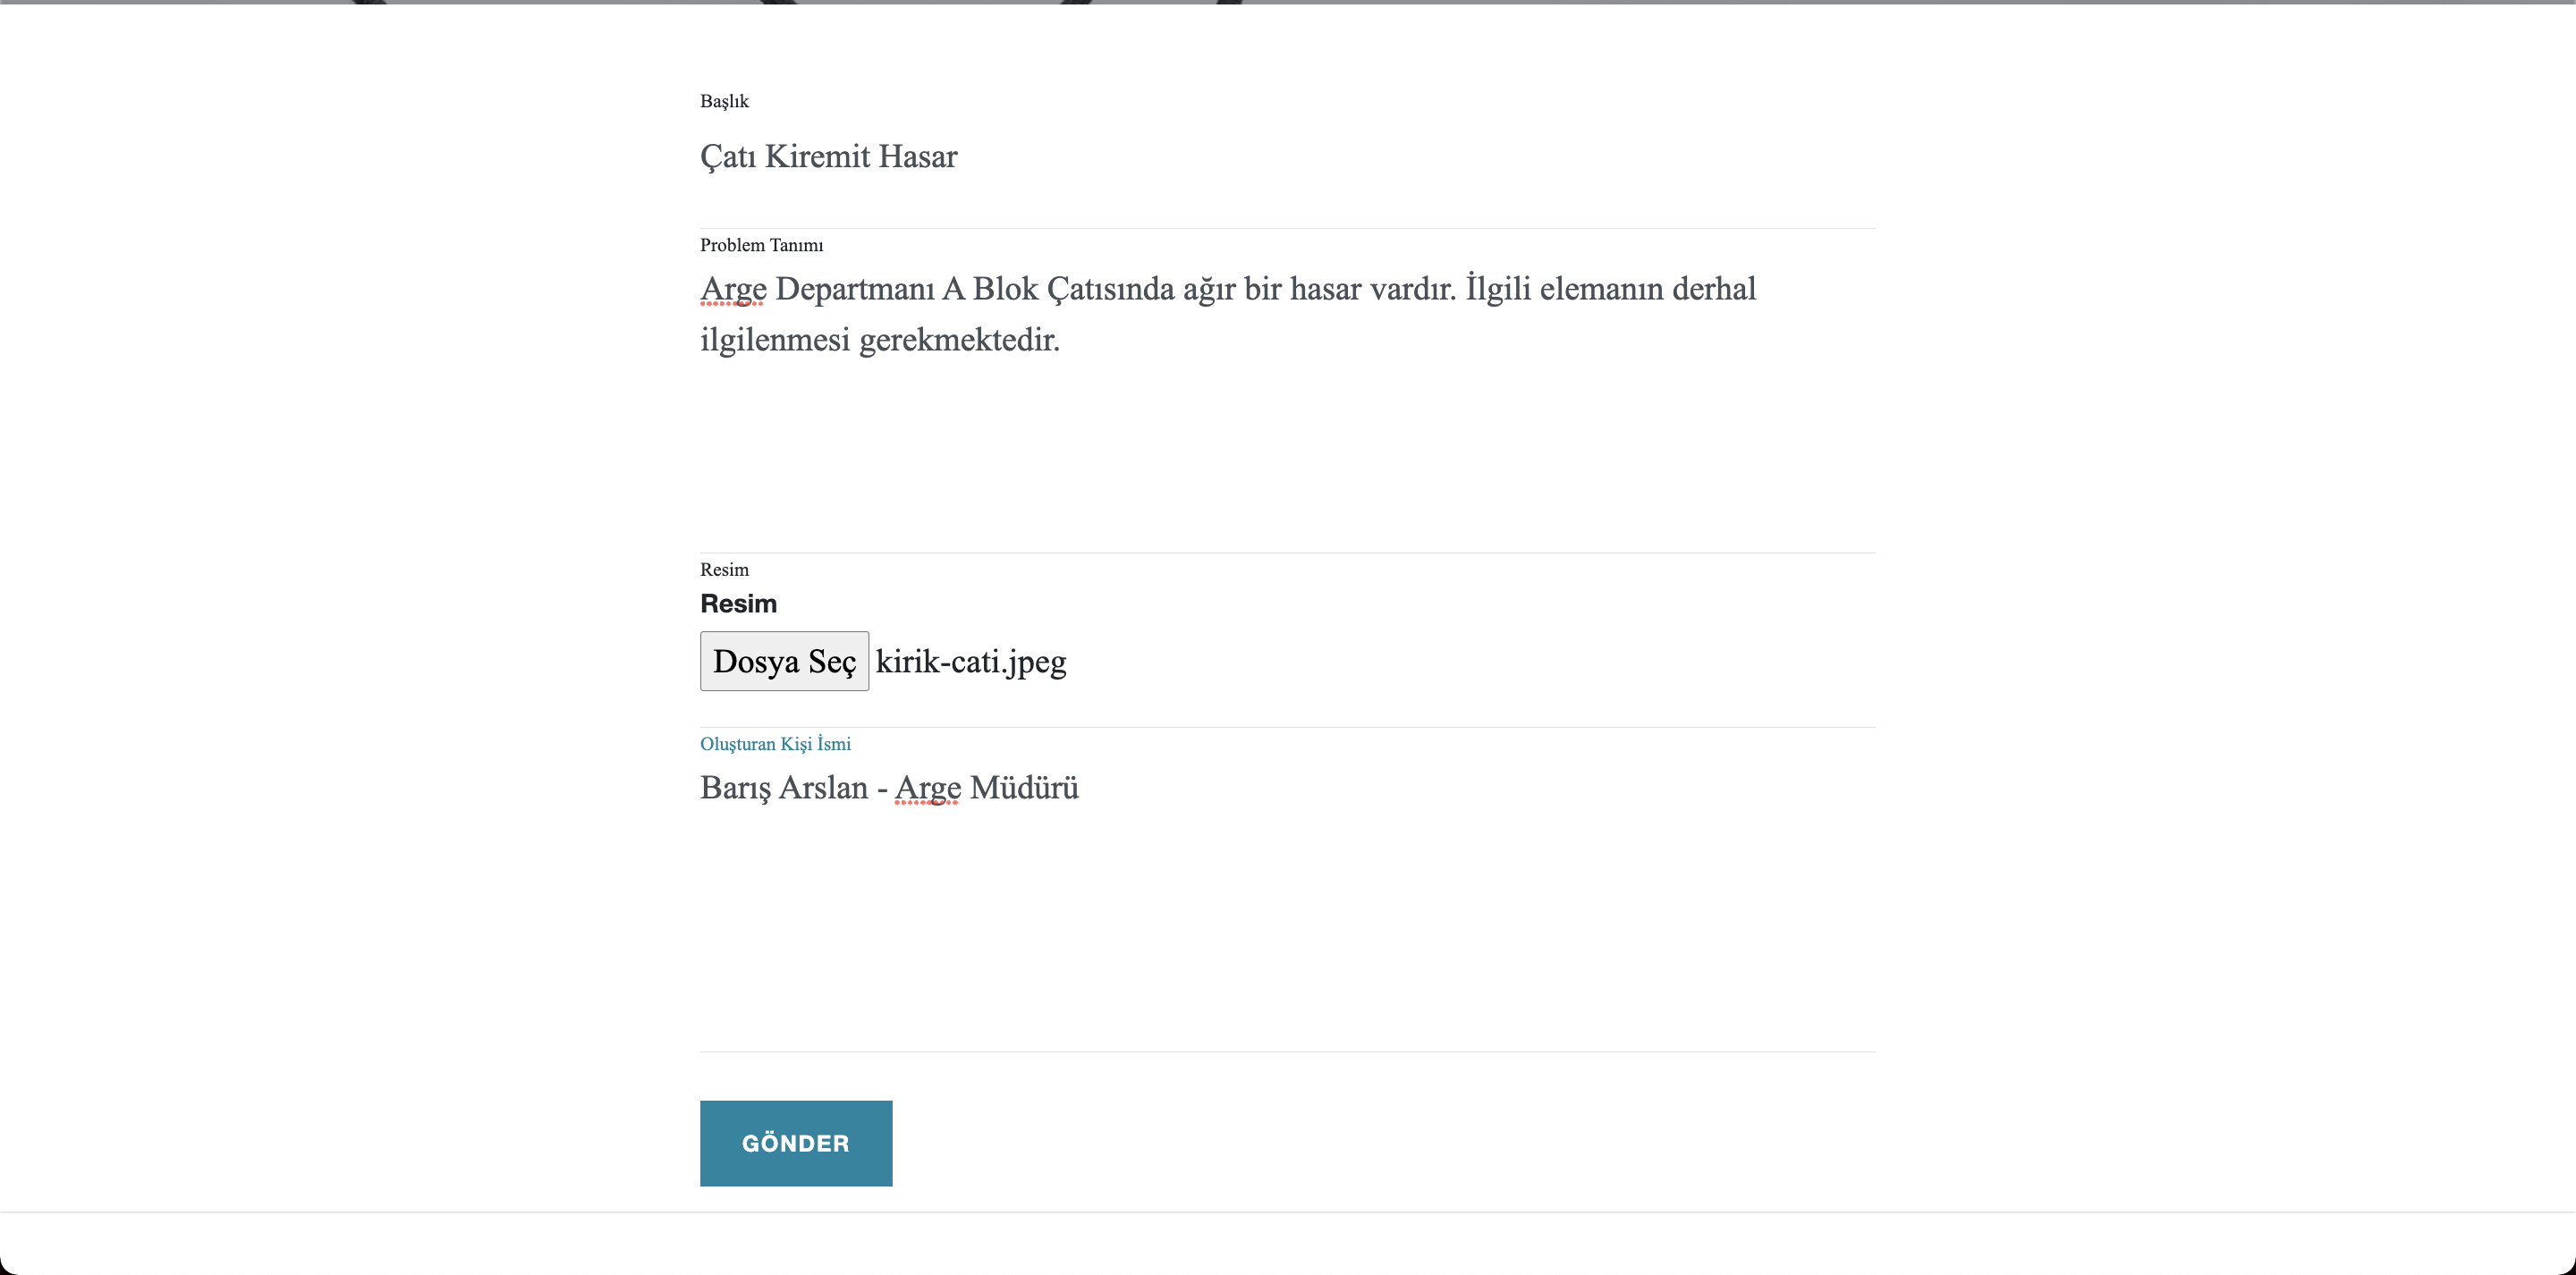 Başlık
Çatı Kiremit Hasar
Problem Tanımı
Arge Departmanı A Blok Çatısında ağır bir hasar vardır. İlgili elemanın derhal
ilgilenmesi gerekmektedir.
Resim
Resim
Dosya Seç kirik-cati.jpeg
Oluşturan Kişi İsmi
Barış Arslan - Arge Müdürü
GÖNDER